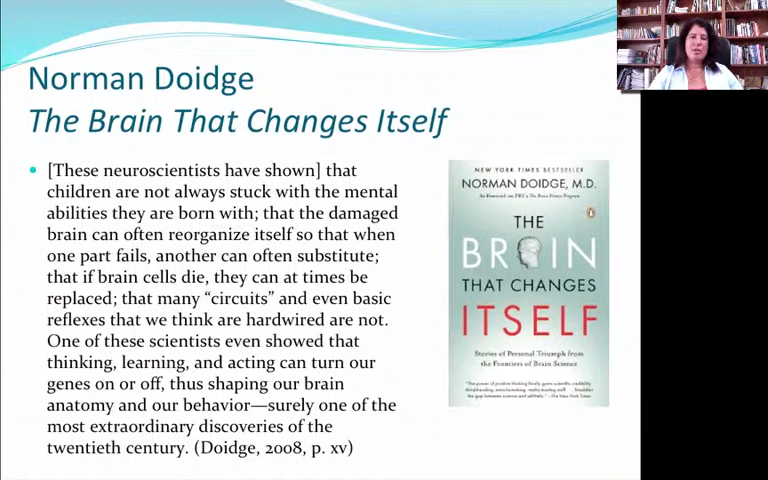 Norman Doidge
The Brain That Changes Itself
[These neuroscientists have shown] that
children are not always stuck with the mental
abilities they are born with; that the damaged
brain can often reorganize itself so that when
one part fails, another can often substitute;
that if brain cells die, they can at times be
replaced; that many “circuits” and even basic
reflexes that we think are hardwired are not.
One of these scientists even showed that
thinking, learning, and acting can turn our
genes on or off, thus shaping our brain
anatomy and our behavior—surely one of the
most extraordinary discoveries of the
twentieth century. (Doidge, 2008, p. xv)
NEW YORK TIMES BESTSELLER
NORMAN DOIDGE, M.D.
THE
BRAIN
THAT CHANGES
ITSELF
Stories of Personal Triumph from
the Frontiers of Brain Science